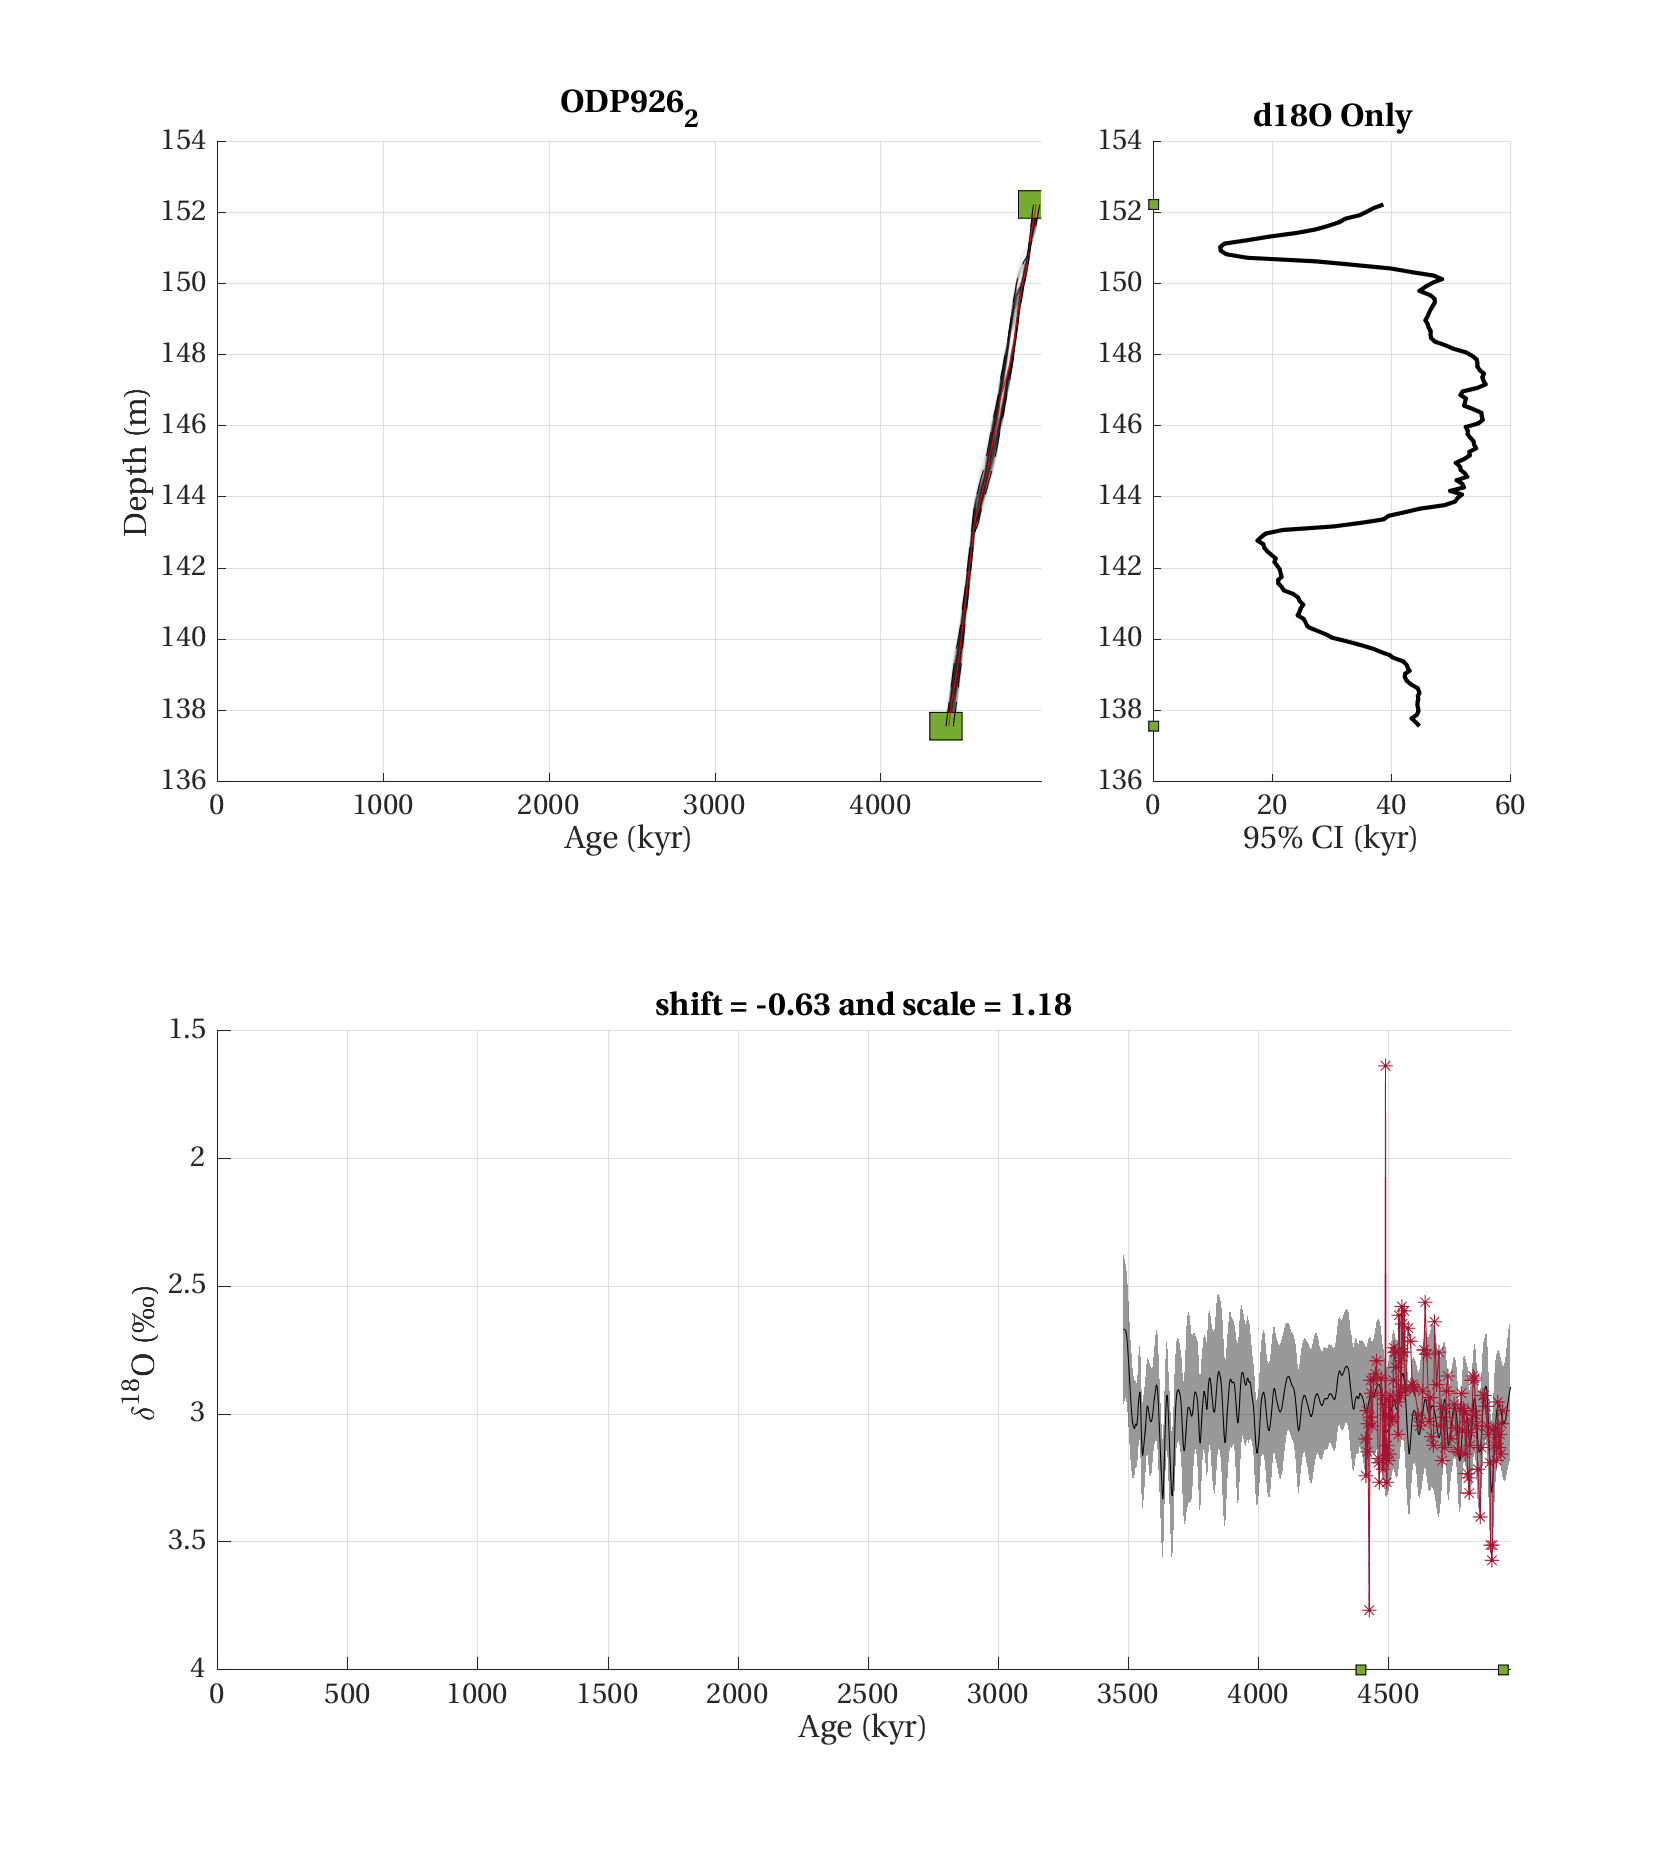 ODP926₂
154
152
150
148
146
144
142
140
138
136
Depth (m)
0 1000 2000 3000 4000
Age (kyr)
d18O Only
154
152
150
148
146
144
142
140
138
136
0 20 40 60
95% CI (kyr)
shift = -0.63 and scale = 1.18
1.5
2
2.5
3
3.5
4
δ¹⁸O (‰)
0 500 1000 1500 2000 2500 3000 3500 4000 4500
Age (kyr)